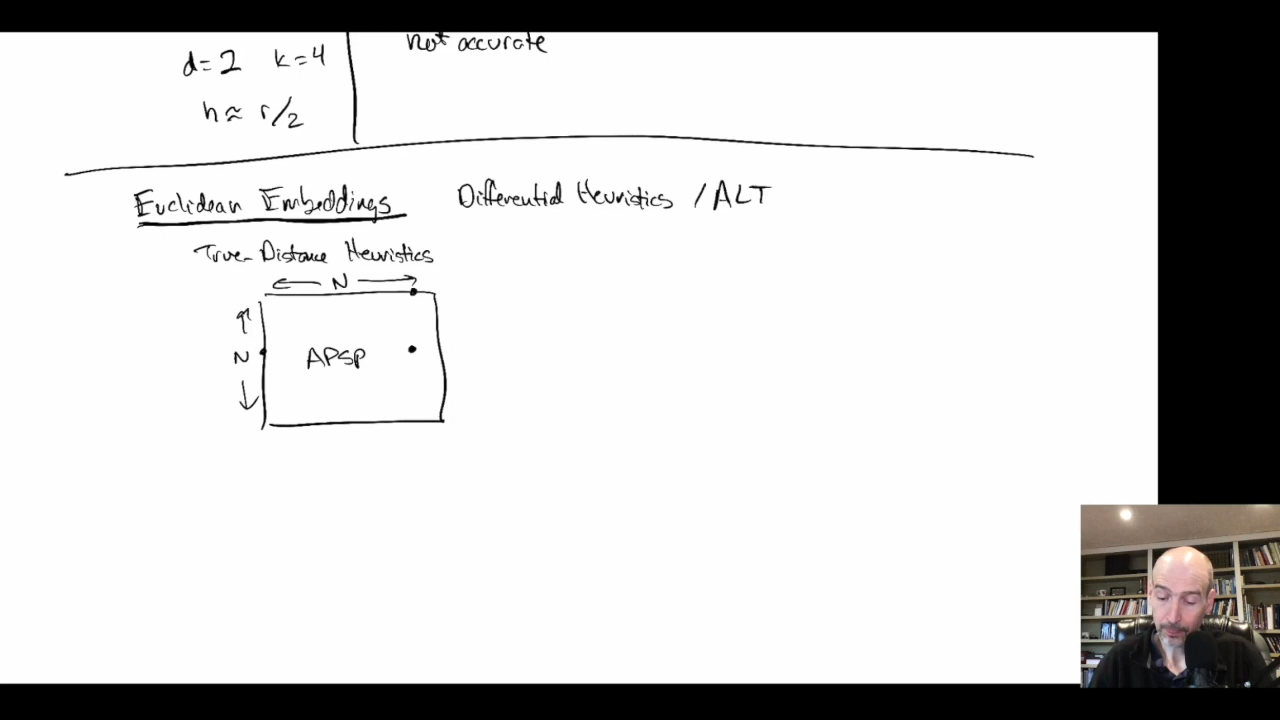 not accurate
d=2 k=4
h≈ r/2
Euclidean Embeddings Differential Heuristics / ALT
True-Distance Heuristics
N
N
APSP